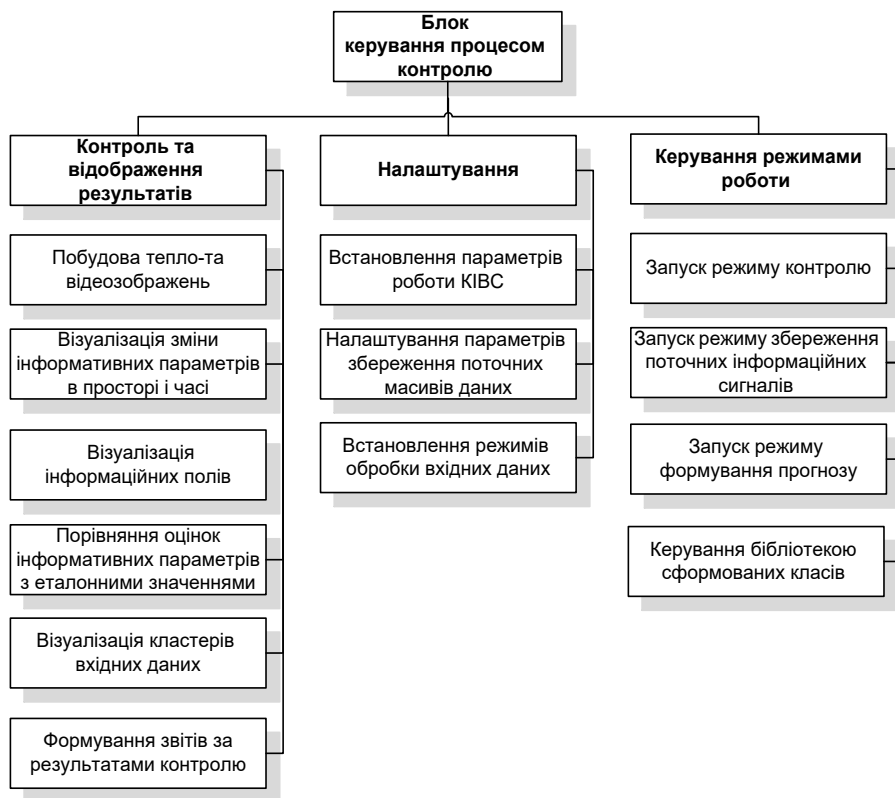 Блок
керування процесом
контролю
Контроль та
відображення
результатів
Побудова тепло-та
відеозображень
Візуалізація зміни
інформативних параметрів
в просторі і часі
Візуалізація
інформаційних полів
Порівняння оцінок
інформативних параметрів
з еталонними значеннями
Візуалізація кластерів
вхідних даних
Формування звітів за
результатами контролю
Налаштування
Встановлення параметрів
роботи КІВС
Налаштування параметрів
збереження поточних
масивів даних
Встановлення режимів
обробки вхідних даних
Керування режимами
роботи
Запуск режиму контролю
Запуск режиму збереження
поточних інформаційних
сигналів
Запуск режиму
формування прогнозу
Керування бібліотекою
сформованих класів